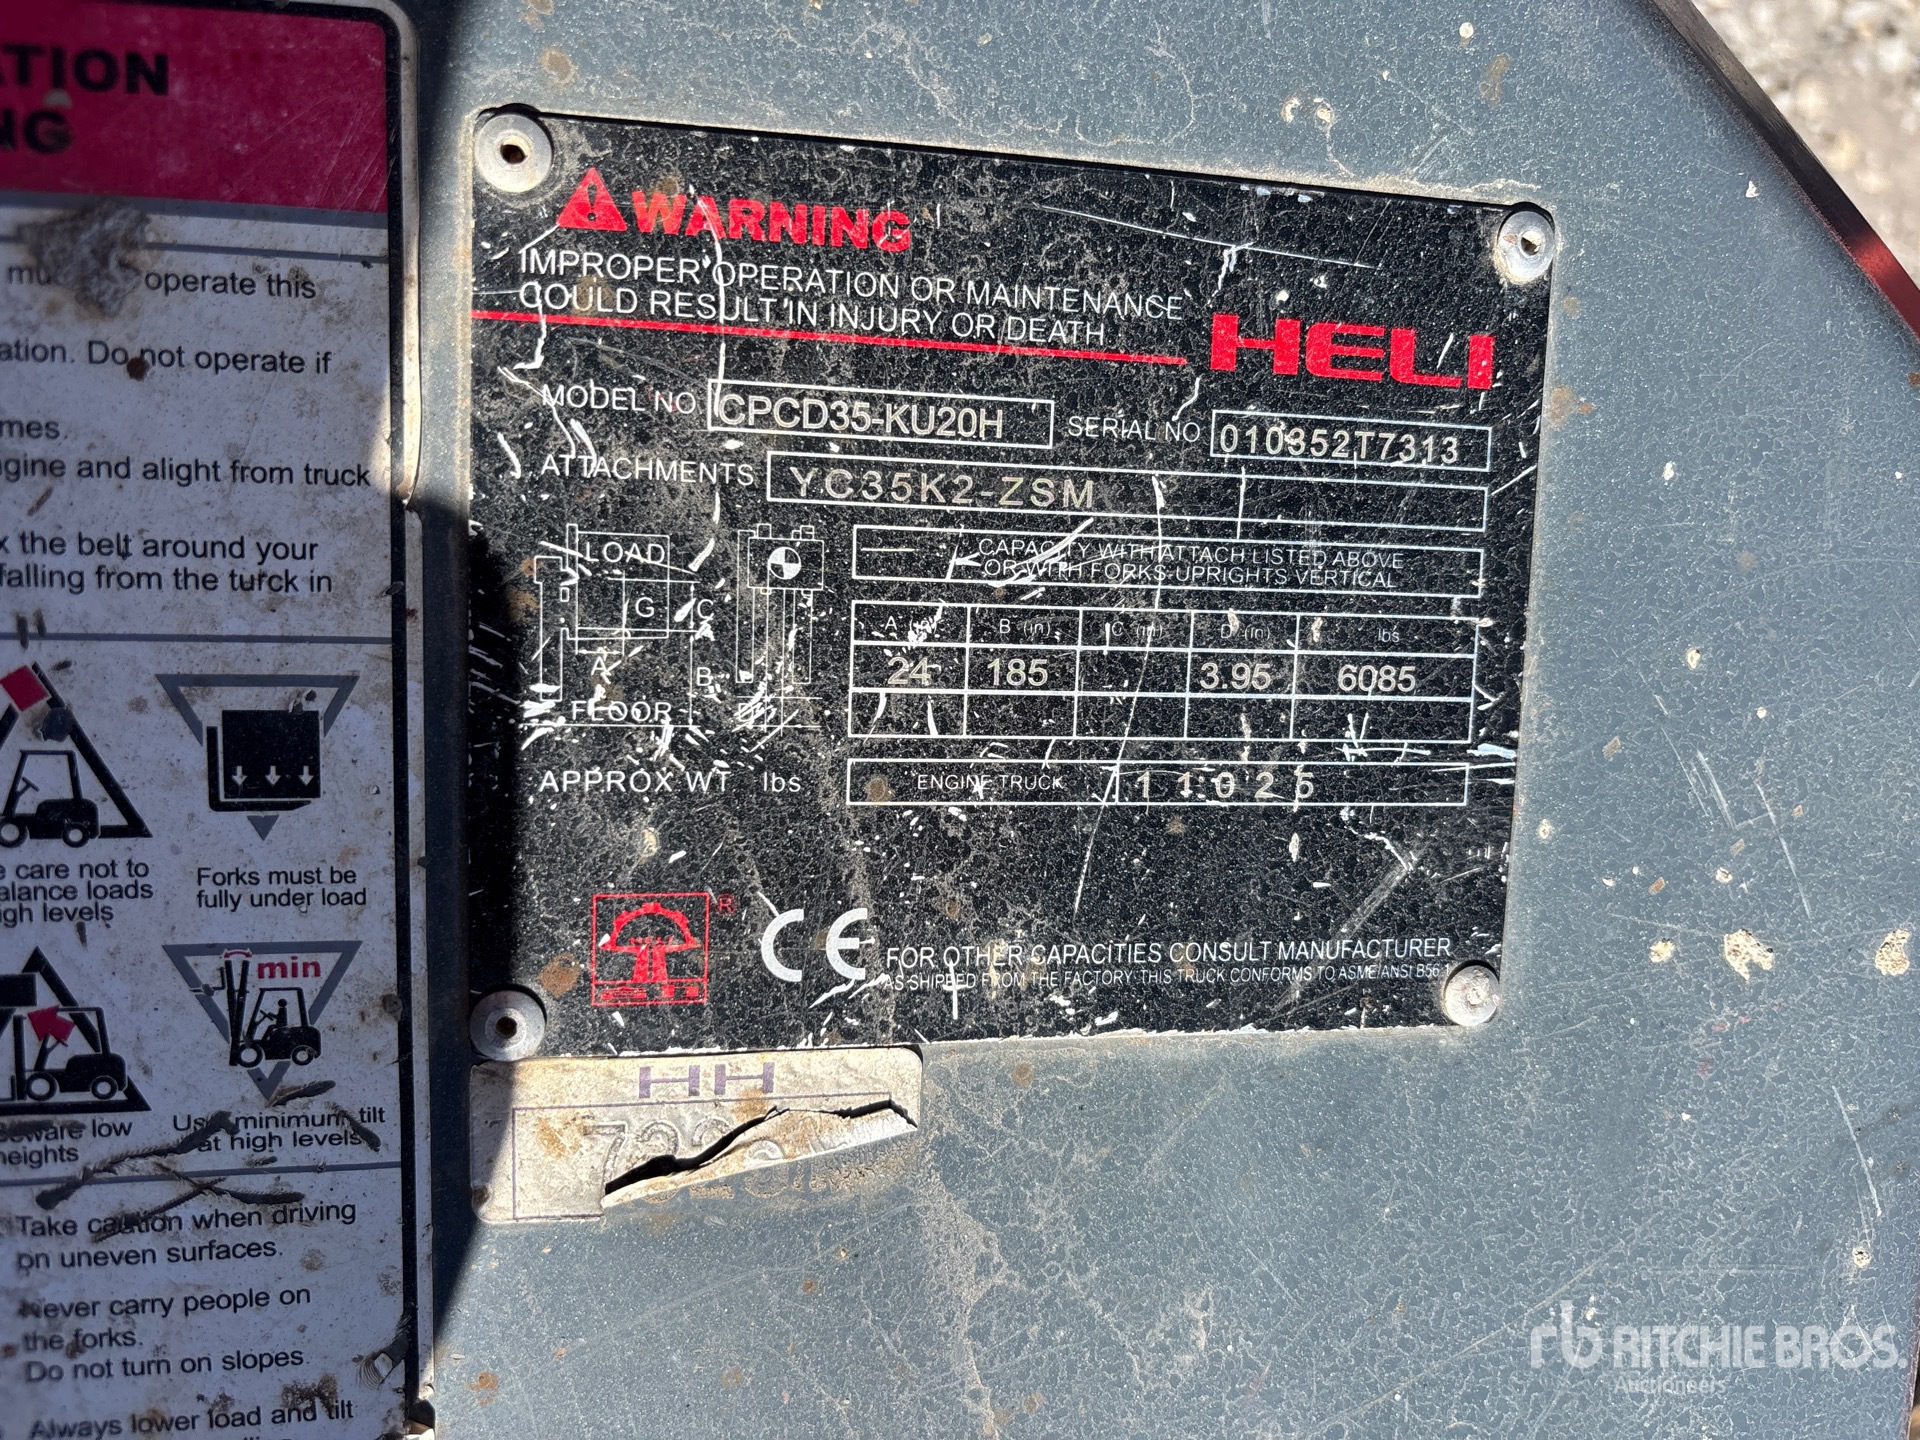 ATION
NG
operate this
ation. Do not operate if
mes.
gine and alight from truck
x the belt around your
falling from the turck in
care not to
alance loads
gh levels
Forks must be
fully under load
min
low
heights
Use minimum tilt
at high levels
Take caution when driving
on uneven surfaces.
Never carry people on
the forks.
Do not turn on slopes.
Always lower load and tilt
WARNING
IMPROPER OPERATION OR MAINTENANCE
COULD RESULT IN INJURY OR DEATH
HELI
MODEL NO CPCD35-KU20H SERIAL NO 010352T7313
ATTACHMENTS YC35K2-ZSM
CAPACITY WITH ATTACH LISTED ABOVE
OR WITH FORKS UPRIGHTS VERTICAL
LOAD
G C
A B
FLOOR D
A (in) B (in) C (in) D (in) lbs
24 185 3.95 6085
APPROX WT lbs ENGINE TRUCK 11025
®
CE
FOR OTHER CAPACITIES CONSULT MANUFACTURER
AS SHIPPED FROM THE FACTORY THIS TRUCK CONFORMS TO ASME/ANSI B56.1
HH
rb RITCHIE BROS.
Auctioneers